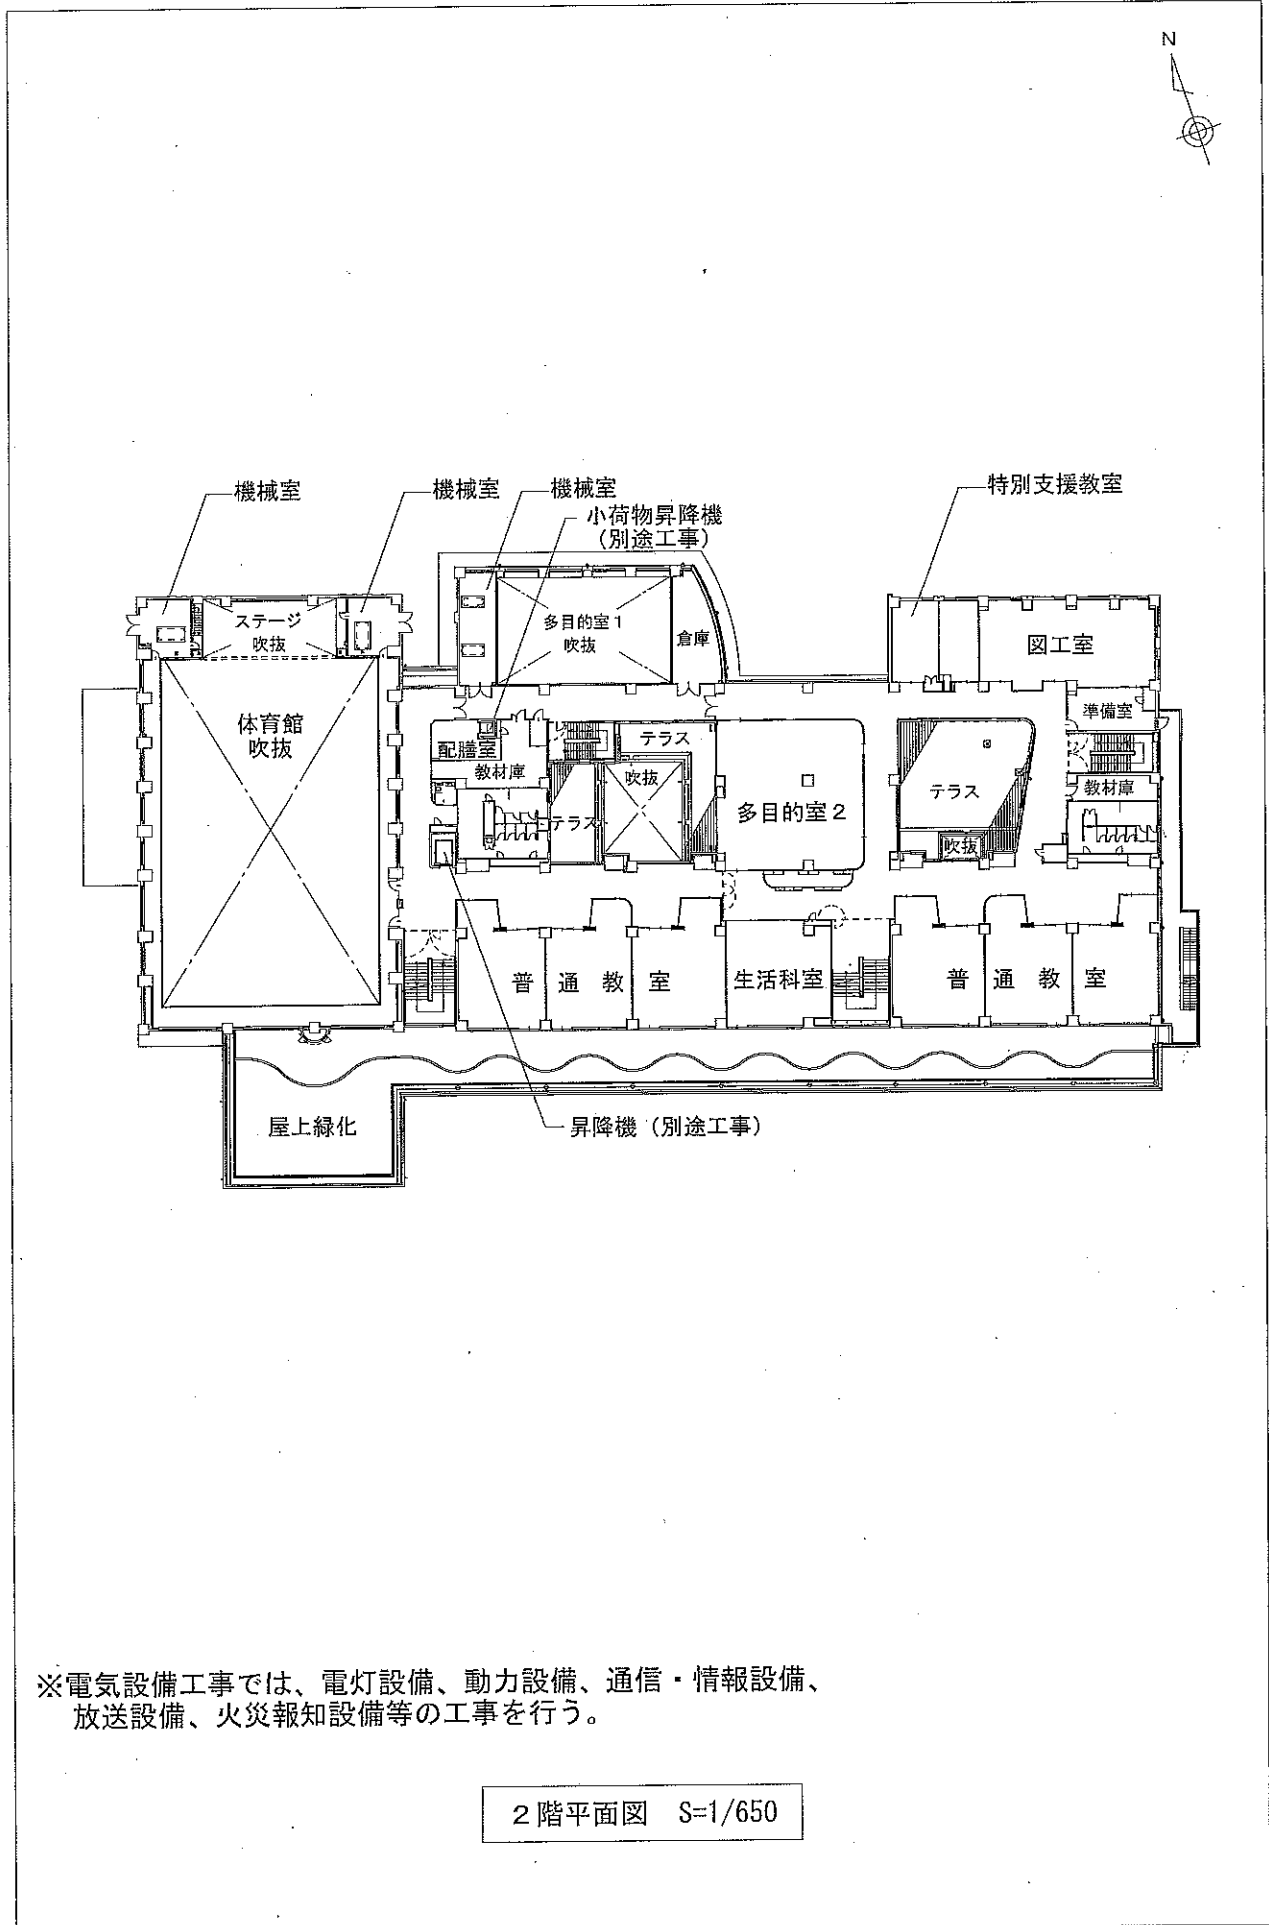 N
機械室
機械室
機械室
小荷物昇降機
（別途工事）
特別支援教室
ステージ
吹抜
多目的室１
吹抜
倉庫
図工室
準備室
体育館
吹抜
配膳室
教材庫
テラス
吹抜
テラス
多目的室２
テラス
吹抜
教材庫
普通教室
生活科室
普通教室
屋上緑化
昇降機（別途工事）
※電気設備工事では、電灯設備、動力設備、通信・情報設備、
放送設備、火災報知設備等の工事を行う。
２階平面図　S=1/650